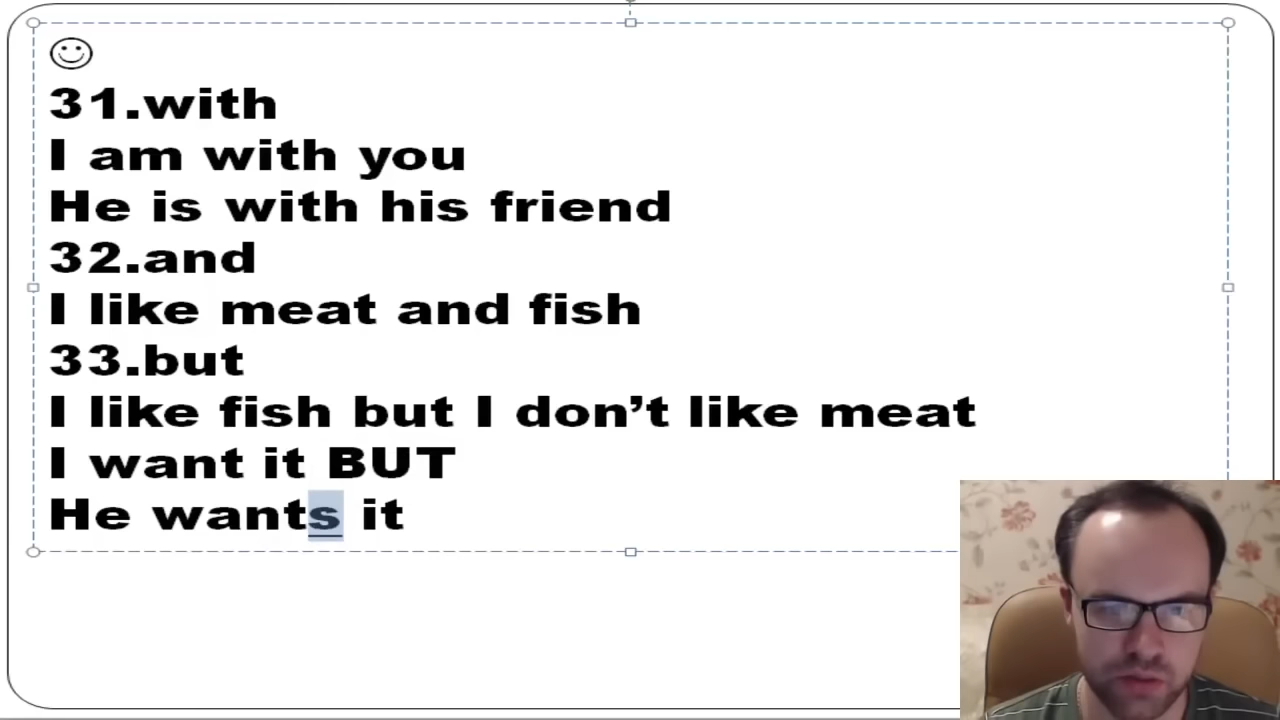 31.with
I am with you
He is with his friend
32.and
I like meat and fish
33.but
I like fish but I don’t like meat
I want it BUT
He wants it